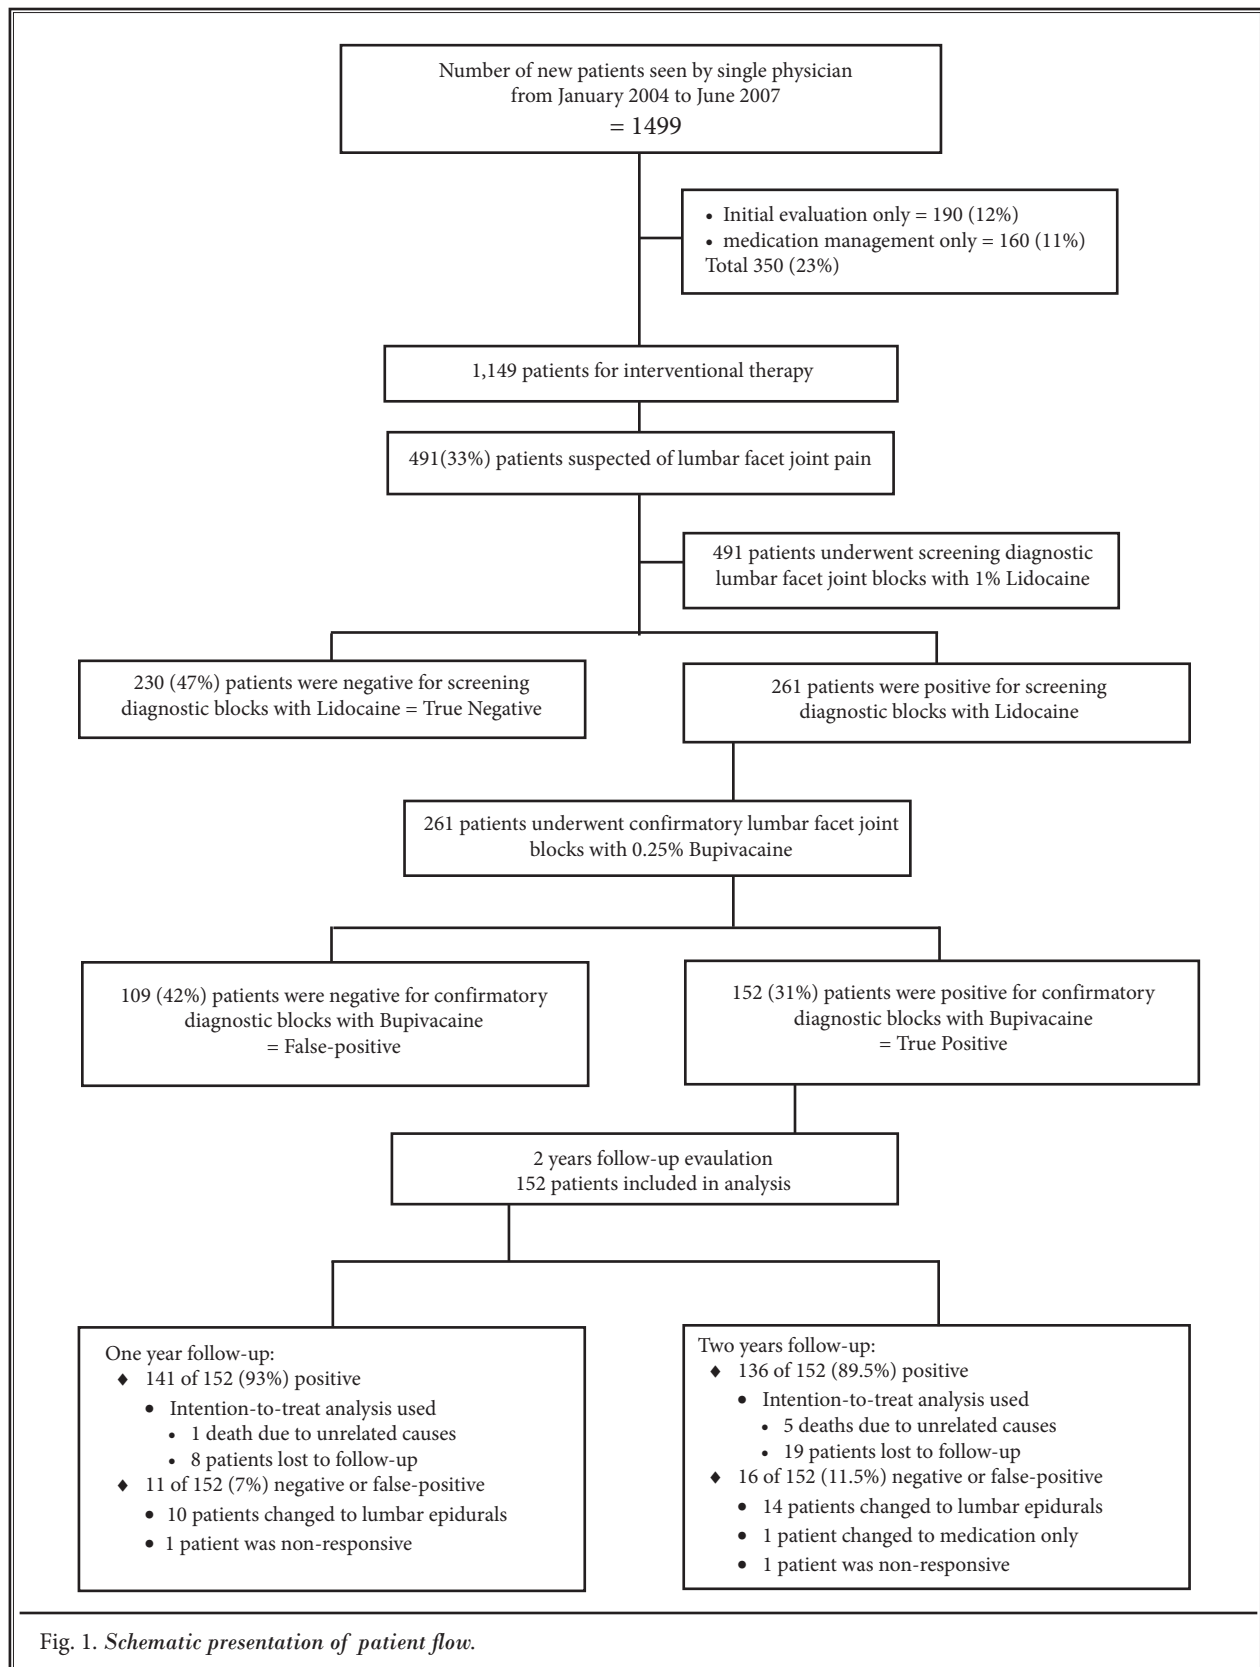 Number of new patients seen by single physician
from January 2004 to June 2007
= 1499
• Initial evaluation only = 190 (12%)
• medication management only = 160 (11%)
Total 350 (23%)
1,149 patients for interventional therapy
491(33%) patients suspected of lumbar facet joint pain
491 patients underwent screening diagnostic
lumbar facet joint blocks with 1% Lidocaine
230 (47%) patients were negative for screening
diagnostic blocks with Lidocaine = True Negative
261 patients were positive for screening
diagnostic blocks with Lidocaine
261 patients underwent confirmatory lumbar facet joint
blocks with 0.25% Bupivacaine
109 (42%) patients were negative for confirmatory
diagnostic blocks with Bupivacaine
= False-positive
152 (31%) patients were positive for confirmatory
diagnostic blocks with Bupivacaine
= True Positive
2 years follow-up evaulation
152 patients included in analysis
One year follow-up:
♦ 141 of 152 (93%) positive
• Intention-to-treat analysis used
• 1 death due to unrelated causes
• 8 patients lost to follow-up
♦ 11 of 152 (7%) negative or false-positive
• 10 patients changed to lumbar epidurals
• 1 patient was non-responsive
Two years follow-up:
♦ 136 of 152 (89.5%) positive
• Intention-to-treat analysis used
• 5 deaths due to unrelated causes
• 19 patients lost to follow-up
♦ 16 of 152 (11.5%) negative or false-positive
• 14 patients changed to lumbar epidurals
• 1 patient changed to medication only
• 1 patient was non-responsive
Fig. 1. Schematic presentation of patient flow.